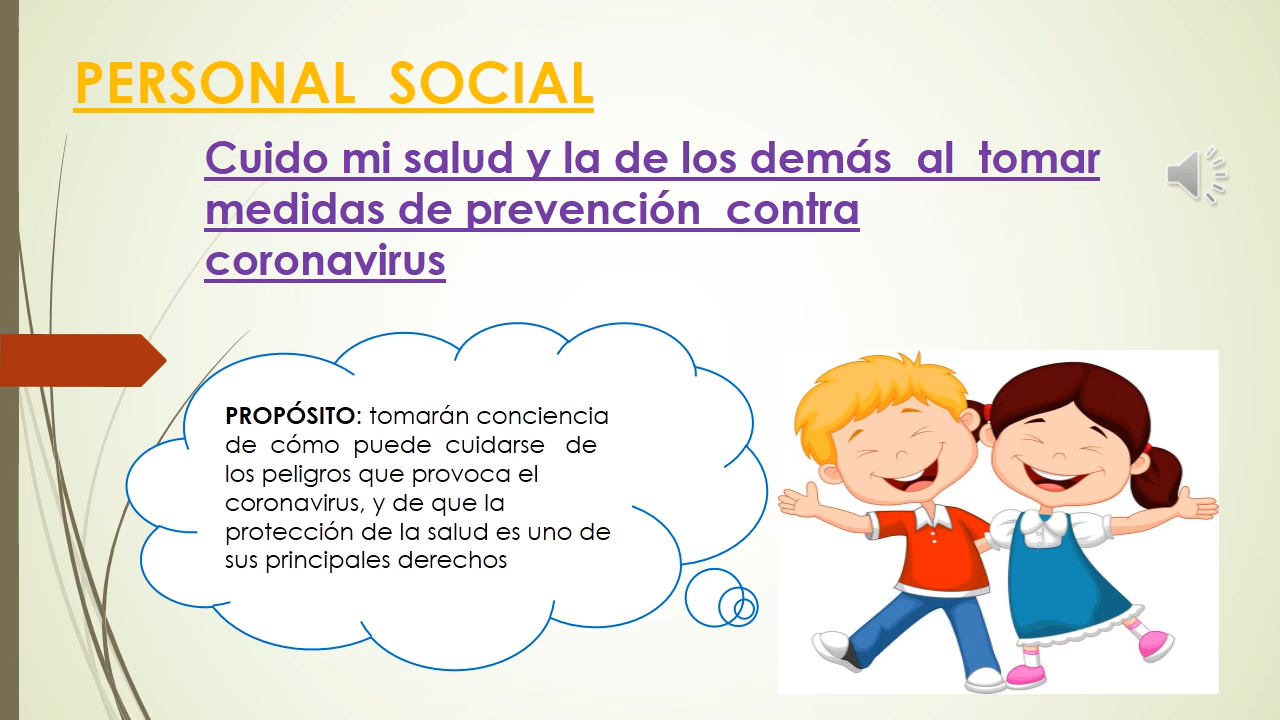 PERSONAL  SOCIAL
Cuido mi salud y la de los demás  al  tomar
medidas de prevención  contra
coronavirus
PROPÓSITO: tomarán conciencia
de  cómo  puede  cuidarse   de
los peligros que provoca el
coronavirus, y de que la
protección de la salud es uno de
sus principales derechos